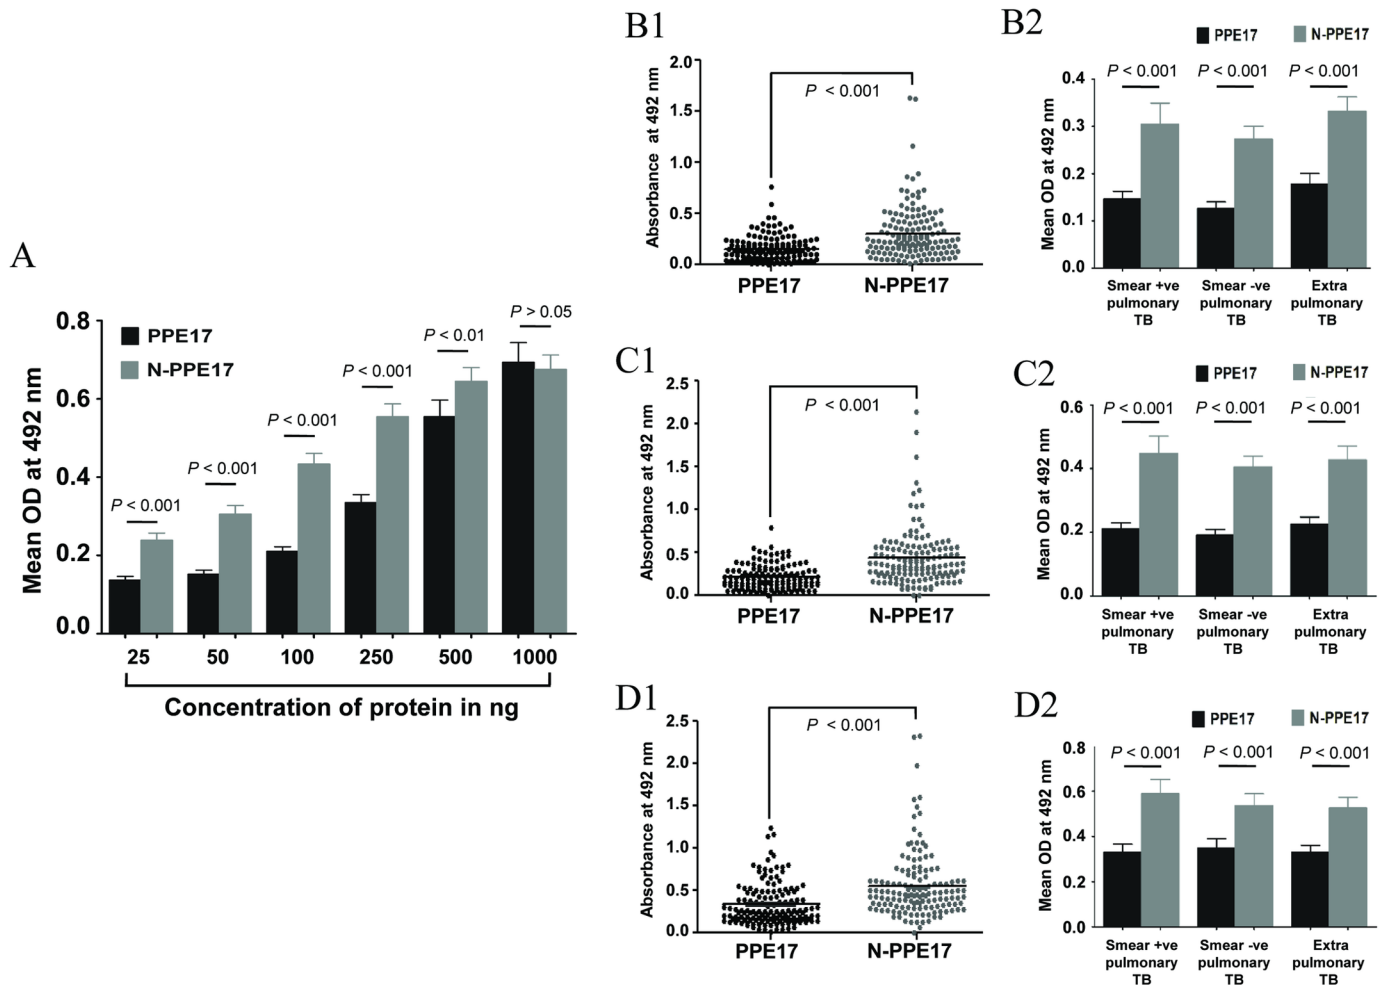 A
0.8
0.6
0.4
0.2
0.0
Mean OD at 492 nm
PPE17
N-PPE17
P < 0.001
P < 0.001
P < 0.001
P < 0.001
P < 0.01
P > 0.05
25 50 100 250 500 1000
Concentration of protein in ng
B1
2.0
1.5
1.0
0.5
0.0
Absorbance at 492 nm
P < 0.001
PPE17 N-PPE17
B2
PPE17 N-PPE17
P < 0.001 P < 0.001 P < 0.001
0.4
0.3
0.2
0.1
0.0
Mean OD at 492 nm
Smear +ve Smear -ve Extra
pulmonary pulmonary pulmonary
TB TB TB
C1
2.5
2.0
1.5
1.0
0.5
0.0
Absorbance at 492 nm
P < 0.001
PPE17 N-PPE17
C2
PPE17 N-PPE17
P < 0.001 P < 0.001 P < 0.001
0.6
0.4
0.2
0.0
Mean OD at 492 nm
Smear +ve Smear -ve Extra
pulmonary pulmonary pulmonary
TB TB TB
D1
2.5
2.0
1.5
1.0
0.5
0.0
Absorbance at 492 nm
P < 0.001
PPE17 N-PPE17
D2
PPE17 N-PPE17
P < 0.001 P < 0.001 P < 0.001
0.8
0.6
0.4
0.2
0.0
Mean OD at 492 nm
Smear +ve Smear -ve Extra
pulmonary pulmonary pulmonary
TB TB TB